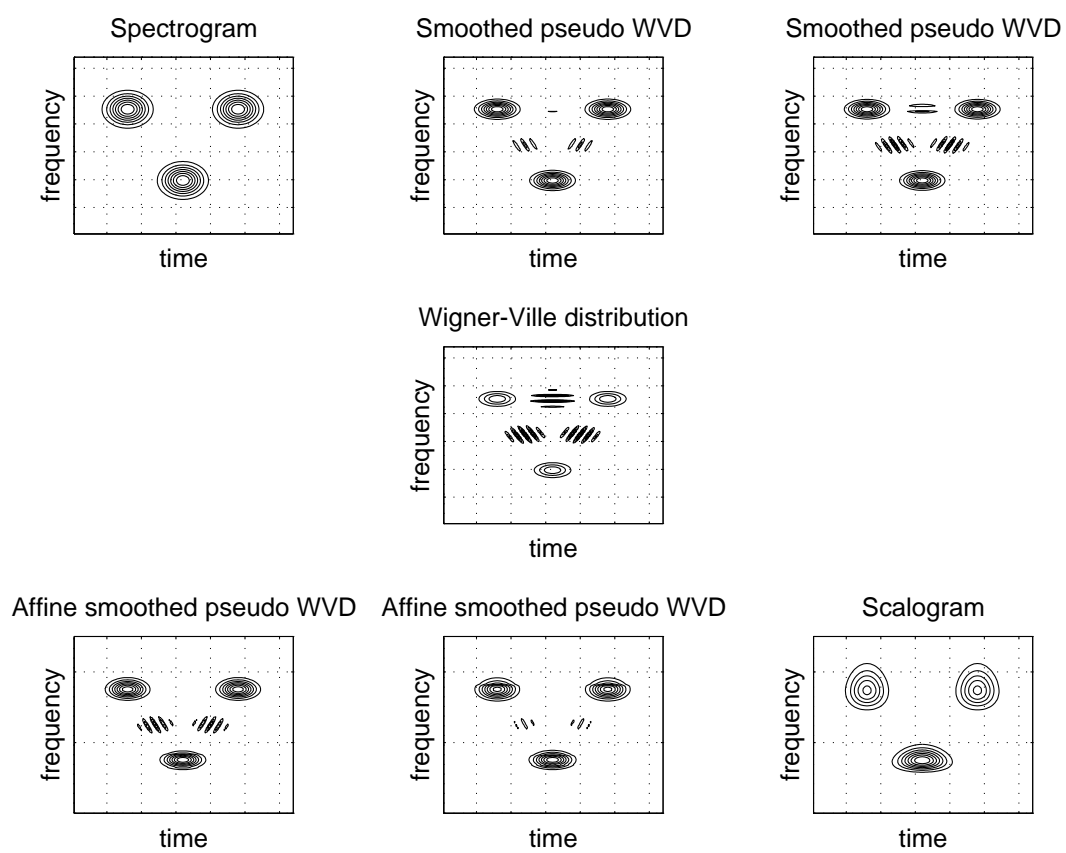 Spectrogram
Smoothed pseudo WVD
Smoothed pseudo WVD
frequency
frequency
frequency
time
time
time
Wigner-Ville distribution
frequency
time
Affine smoothed pseudo WVD
Affine smoothed pseudo WVD
Scalogram
frequency
frequency
frequency
time
time
time